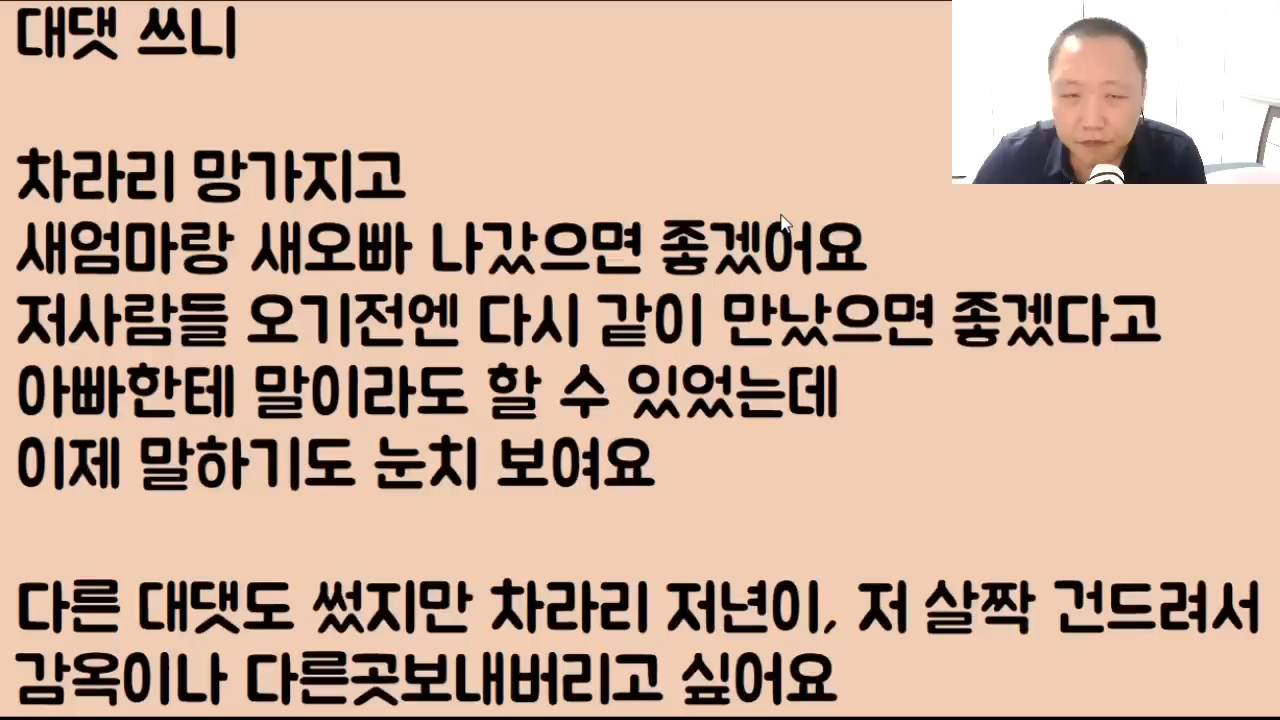 대댓 쓰니
차라리 망가지고
새엄마랑 새오빠 나갔으면 좋겠어요
저사람들 오기전엔 다시 같이 만났으면 좋겠다고
아빠한테 말이라도 할 수 있었는데
이제 말하기도 눈치 보여요
다른 대댓도 썼지만 차라리 저년이, 저 살짝 건드려서
감옥이나 다른곳보내버리고 싶어요